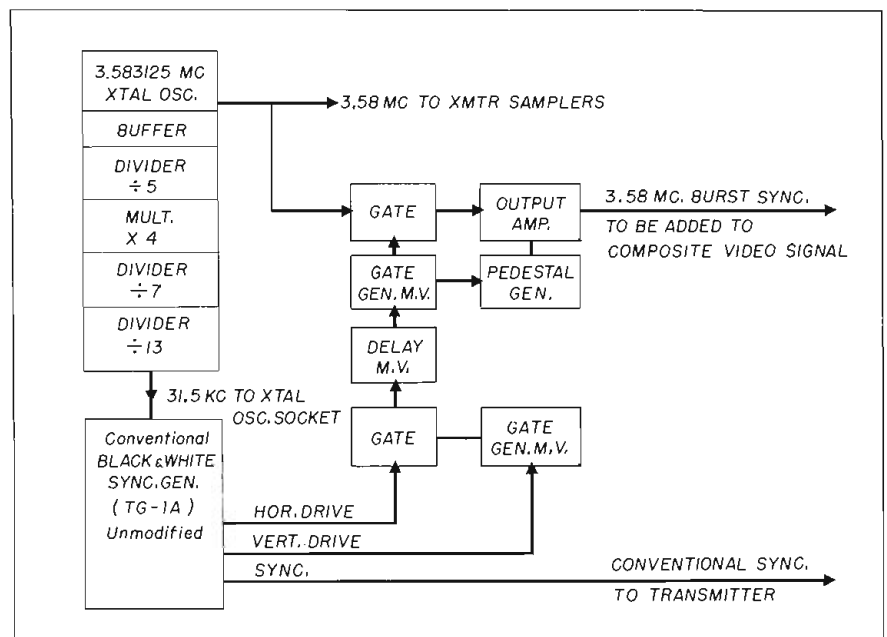 3.583125 MC
XTAL OSC.
BUFFER
DIVIDER
÷5
MULT.
X 4
DIVIDER
÷7
DIVIDER
÷13
3.58 MC TO XMTR SAMPLERS
GATE
OUTPUT
AMP.
3.58 MC. BURST SYNC.
TO BE ADDED TO
COMPOSITE VIDEO SIGNAL
GATE
GEN. M.V.
PEDESTAL
GEN.
DELAY
M.V.
31.5 KC TO XTAL
OSC. SOCKET
GATE
GATE
GEN. M.V.
Conventional
BLACK & WHITE
SYNC. GEN.
(TG-1A)
Unmodified
HOR. DRIVE
VERT. DRIVE
SYNC.
CONVENTIONAL SYNC.
TO TRANSMITTER